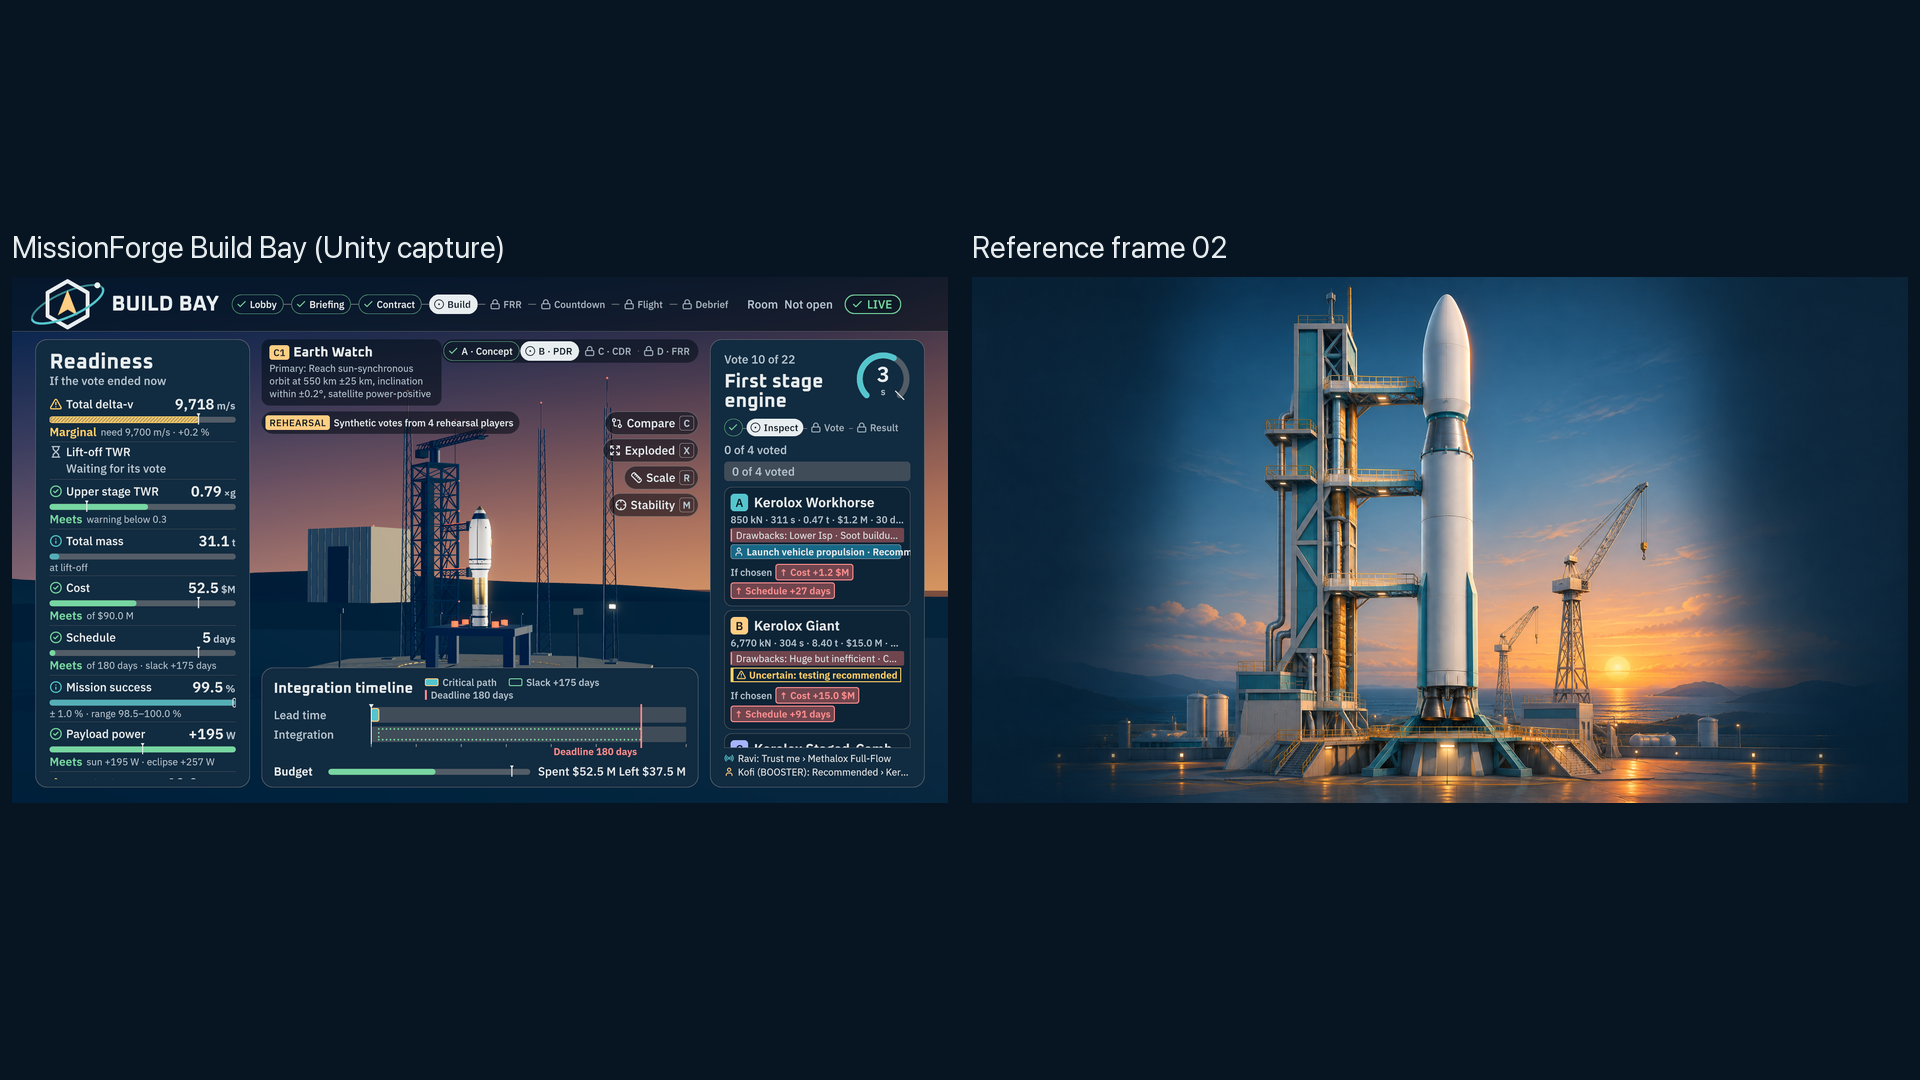 MissionForge Build Bay (Unity capture)
Reference frame 02
BUILD BAY
Lobby
Briefing
Contract
Build
FRR
Countdown
Flight
Debrief
Room Not open
LIVE
Readiness
If the vote ended now
Total delta-v 9,718 m/s
Marginal need 9,700 m/s · +0.2 %
Lift-off TWR
Waiting for its vote
Upper stage TWR 0.79 ×g
Meets warning below 0.3
Total mass 31.1 t
at lift-off
Cost 52.5 $M
Meets of $90.0 M
Schedule 5 days
Meets of 180 days · slack +175 days
Mission success 99.5 %
± 1.0 % · range 98.5–100.0 %
Payload power +195 W
Meets sun +195 W · eclipse +257 W
C1 Earth Watch
Primary: Reach sun-synchronous
orbit at 550 km ±25 km, inclination
within ±0.2°, satellite power-positive
A · Concept
B · PDR
C · CDR
D · FRR
REHEARSAL Synthetic votes from 4 rehearsal players
Compare C
Exploded X
Scale R
Stability M
Integration timeline
Critical path
Slack +175 days
Deadline 180 days
Lead time
Integration
Deadline 180 days
Budget
Spent $52.5 M Left $37.5 M
Vote 10 of 22
First stage
engine
3
s
Inspect
Vote
Result
0 of 4 voted
0 of 4 voted
A Kerolox Workhorse
850 kN · 311 s · 0.47 t · $1.2 M · 30 d...
Drawbacks: Lower Isp · Soot buildu...
Launch vehicle propulsion · Recomm
If chosen ↑ Cost +1.2 $M
↑ Schedule +27 days
B Kerolox Giant
6,770 kN · 304 s · 8.40 t · $15.0 M · ...
Drawbacks: Huge but inefficient · C...
Uncertain: testing recommended
If chosen ↑ Cost +15.0 $M
↑ Schedule +91 days
Kerolox Staged-Comb
Ravi: Trust me › Methalox Full-Flow
Kofi (BOOSTER): Recommended › Ker...